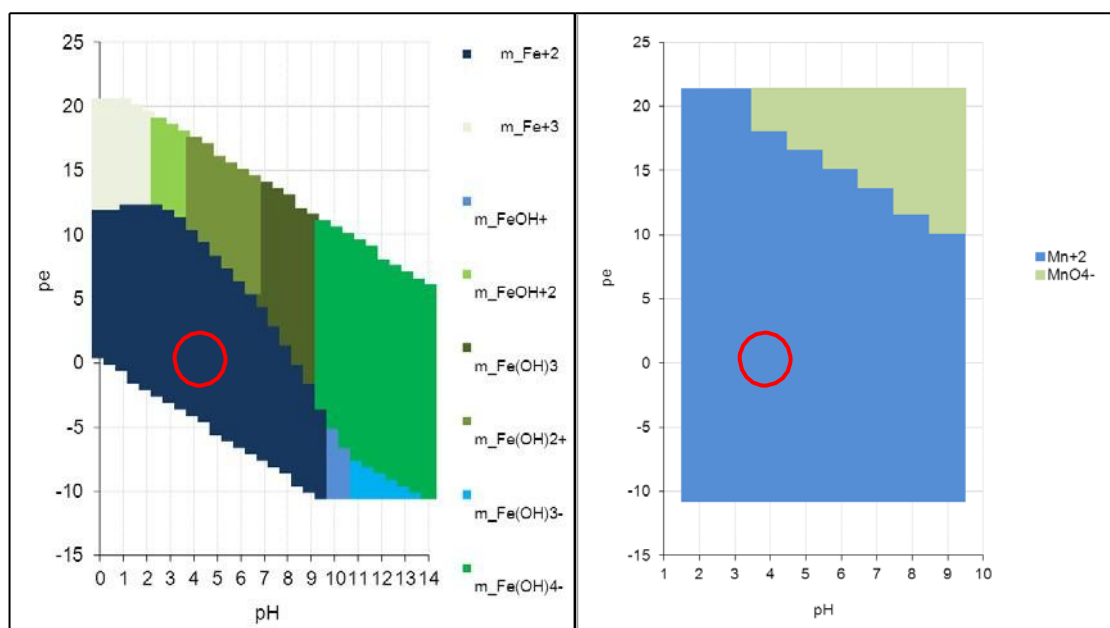 25
20
15
10
5
0
-5
-10
-15
pe
0 1 2 3 4 5 6 7 8 9 10 11 12 13 14
pH
m_Fe+2
m_Fe+3
m_FeOH+
m_FeOH+2
m_Fe(OH)3
m_Fe(OH)2+
m_Fe(OH)3-
m_Fe(OH)4-
25
20
15
10
5
0
-5
-10
-15
pe
1 2 3 4 5 6 7 8 9 10
pH
Mn+2
MnO4-